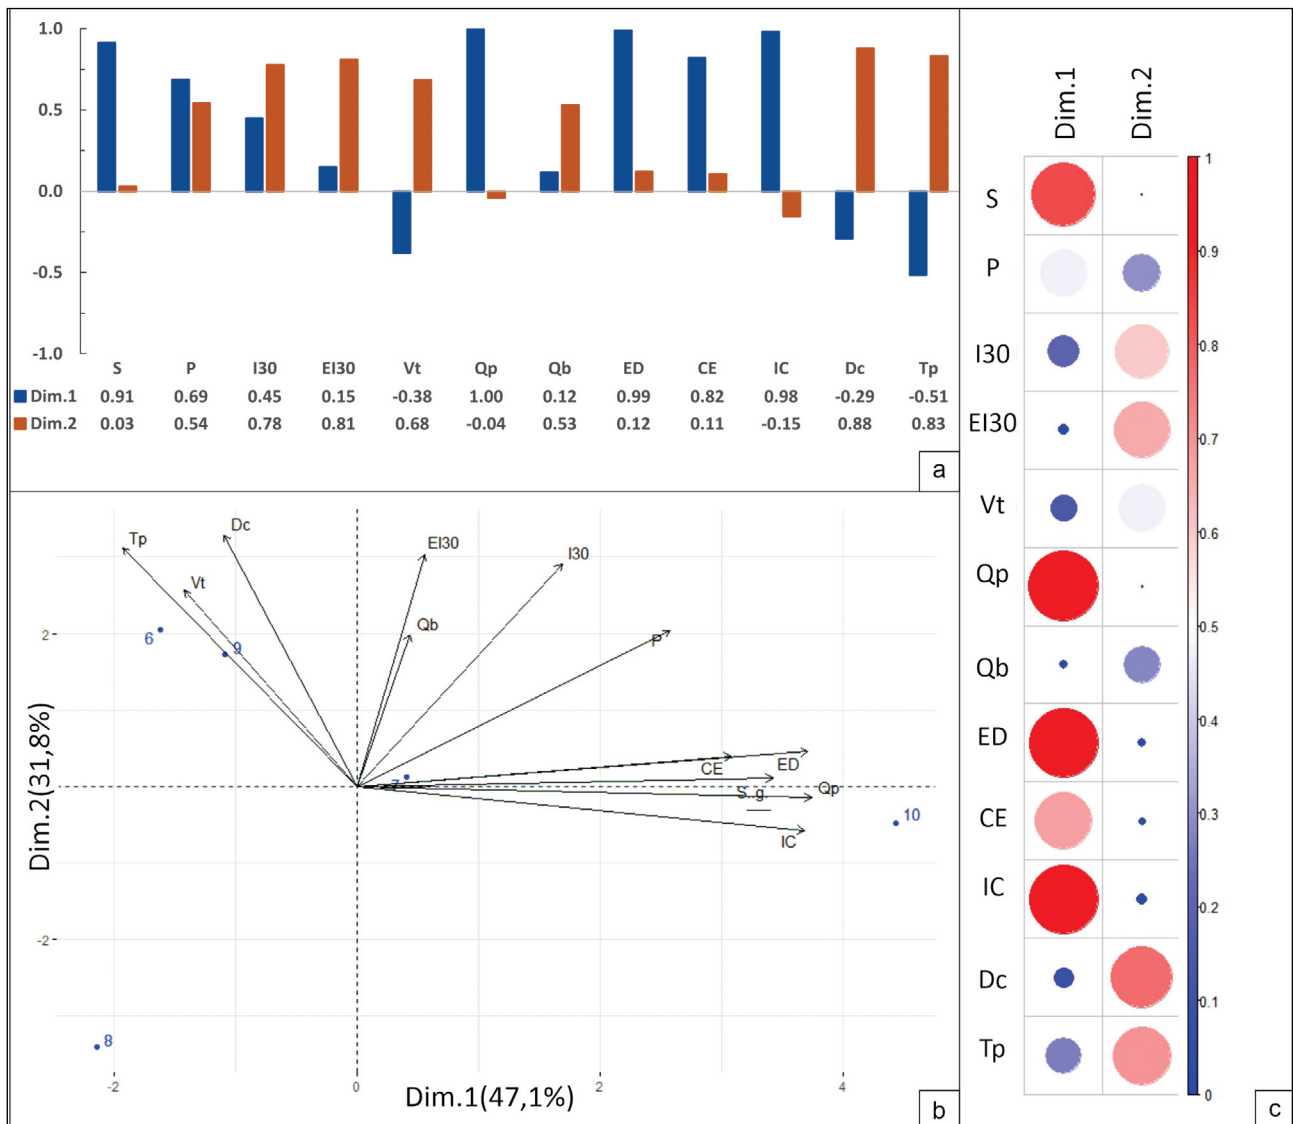 1.0
0.5
0.0
-0.5
-1.0
S P I30 EI30 Vt Qp Qb ED CE IC Dc Tp
Dim.1 0.91 0.69 0.45 0.15 -0.38 1.00 0.12 0.99 0.82 0.98 -0.29 -0.51
Dim.2 0.03 0.54 0.78 0.81 0.68 -0.04 0.53 0.12 0.11 -0.15 0.88 0.83
a
Tp
Dc
EI30
I30
Vt
Qb
P
6
9
2
CE
ED
7
S..g.
Qp
10
IC
-2
8
-2 0 2 4
Dim.2(31,8%)
Dim.1(47,1%)
b
Dim.1
Dim.2
S
P
I30
EI30
Vt
Qp
Qb
ED
CE
IC
Dc
Tp
1
0.9
0.8
0.7
0.6
0.5
0.4
0.3
0.2
0.1
0
c